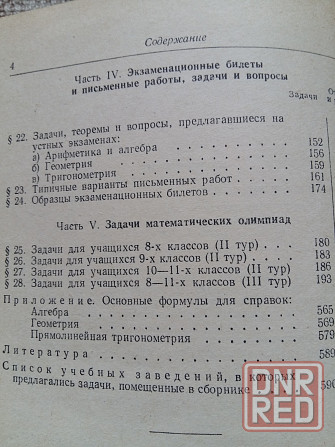 4
Содержание
Часть IV. Экзаменационные билеты
и письменные работы, задачи и вопросы
Задачи
§ 22. Задачи, теоремы и вопросы, предлагавшиеся на
устных экзаменах:
а) Арифметика и алгебра . . . . . . . 152
б) Геометрия . . . . . . . . . . . . 156
в) Тригонометрия . . . . . . . . . . 159
§ 23. Типичные варианты письменных работ . . . . 161
§ 24. Образцы экзаменационных билетов . . . . . 174
Часть V. Задачи математических олимпиад
§ 25. Задачи для учащихся 8-х классов (II тур) . . . 180
§ 26. Задачи для учащихся 9-х классов (II тур) . . . 183
§ 27. Задачи для учащихся 10—11-х классов (II тур) 186
§ 28. Задачи для учащихся 8—11-х классов (III тур) 193
Приложение. Основные формулы для справок:
Алгебра . . . . . . . . . . . . . 565
Геометрия . . . . . . . . . . . . 569
Прямолинейная тригонометрия . . . . . . 579
Литература . . . . . . . . . . . . . 589
Список учебных заведений, в которых
предлагались задачи, помещенные в сборнике . . 590
DNR
RED